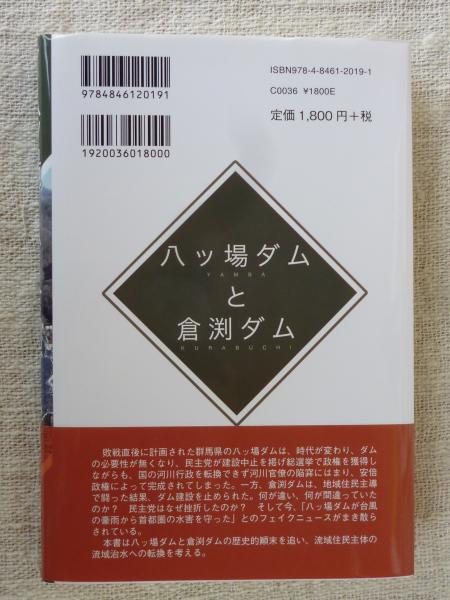 9784846120191
1920036018000
ISBN978-4-8461-2019-1
C0036 ¥1800E
定価1,800円+税
八ッ場ダム
YAMBA
と
倉渕ダム
KURABUCHI
敗戦直後に計画された群馬県の八ッ場ダムは、時代が変わり、ダム
の必要性が無くなり、民主党が建設中止を掲げ総選挙で政権を獲得し
ながらも、国の河川行政を転換できず河川官僚の陥穽にはまり、安倍
政権によって完成されてしまった。一方、倉渕ダムは、地域住民主導
で闘った結果、ダム建設を止められた。何が違い、何が間違っていた
のか? 民主党はなぜ挫折したのか? そして今、「八ッ場ダムが台風
の豪雨から首都圏の水害を守った」とのフェイクニュースがまき散ら
されている。
本書は八ッ場ダムと倉渕ダムの歴史的顛末を追い、流域住民主体の
流域治水への転換を考える。